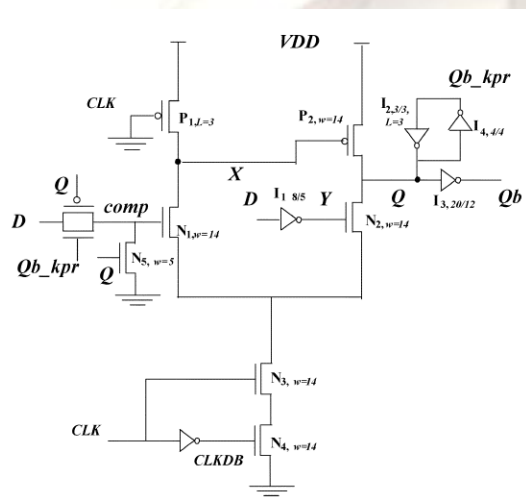 VDD
Qb_kpr
CLK
P1,L=3
P2, w=14
I2,3/3,
L=3
I4, 4/4
X
Q
D
comp
N1,w=14
D
I1 8/5
Y
N2,w=14
Q
I3,20/12
Qb
Qb_kpr
N5, w=5
Q
N3, w=14
CLK
CLKDB
N4, w=14